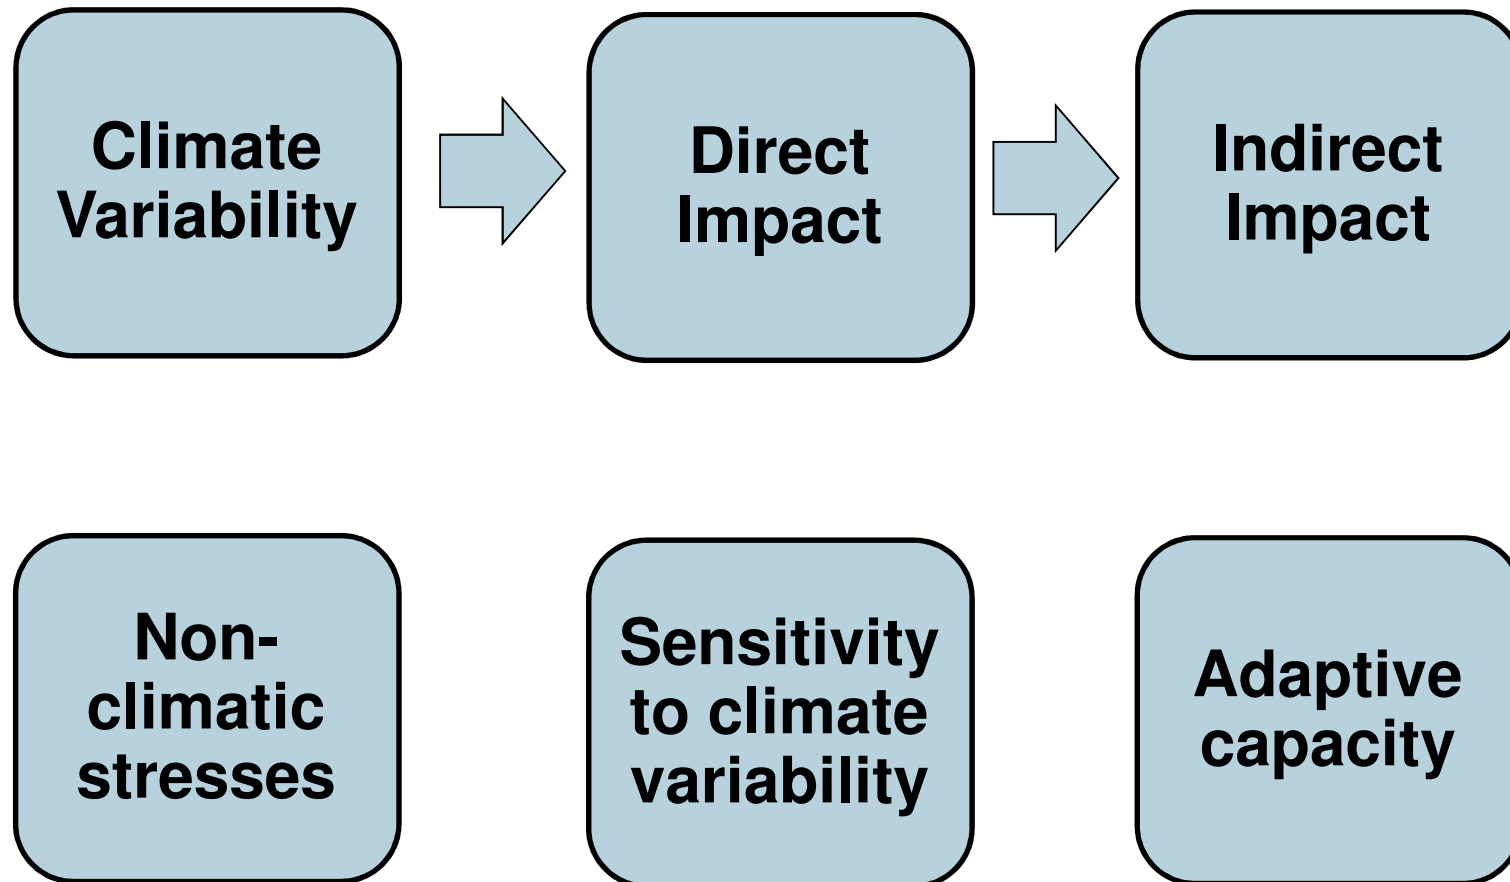 Climate
Variability
Direct
Impact
Indirect
Impact
Non-
climatic
stresses
Sensitivity
to climate
variability
Adaptive
capacity